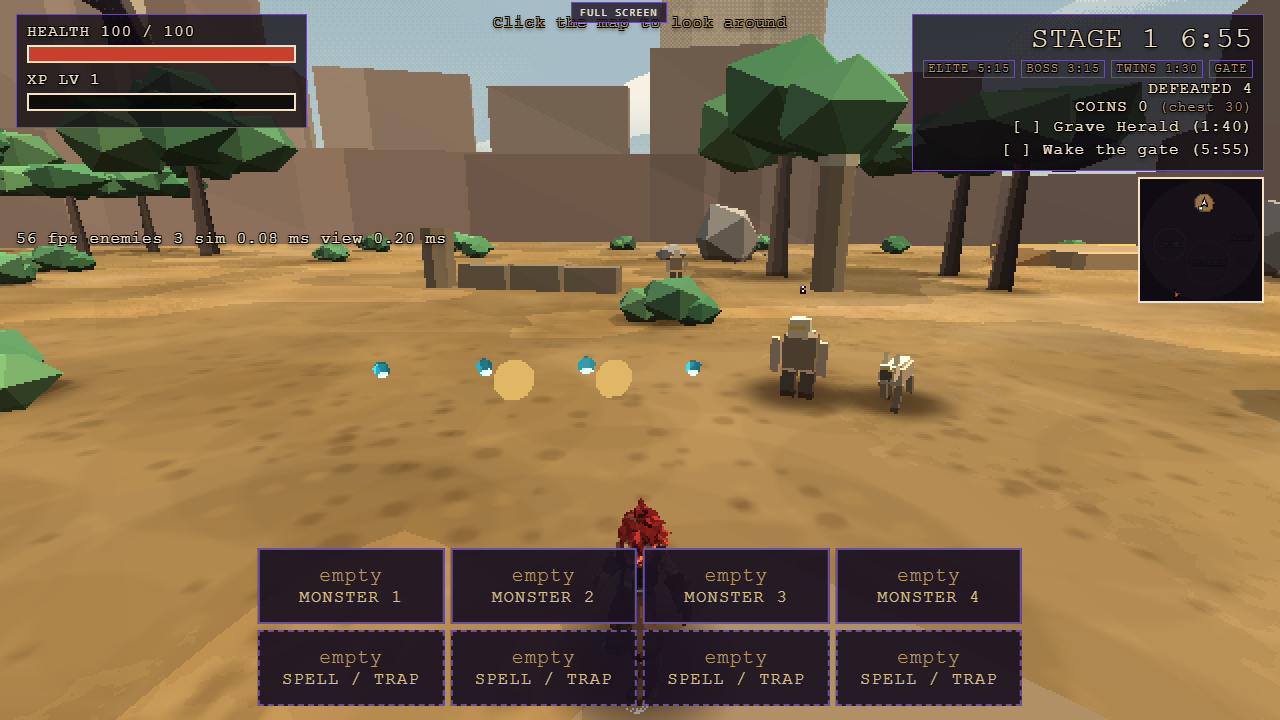 HEALTH 100 / 100
XP LV 1
FULL SCREEN
Click the map to look around
STAGE 1 6:55
ELITE 5:15 BOSS 3:15 TWINS 1:30 GATE
DEFEATED 4
COINS 0 (chest 30)
[ ] Grave Herald (1:40)
[ ] Wake the gate (5:55)
56 fps enemies 3 sim 0.08 ms view 0.20 ms
empty empty empty empty
MONSTER 1 MONSTER 2 MONSTER 3 MONSTER 4
empty empty empty empty
SPELL / TRAP SPELL / TRAP SPELL / TRAP SPELL / TRAP